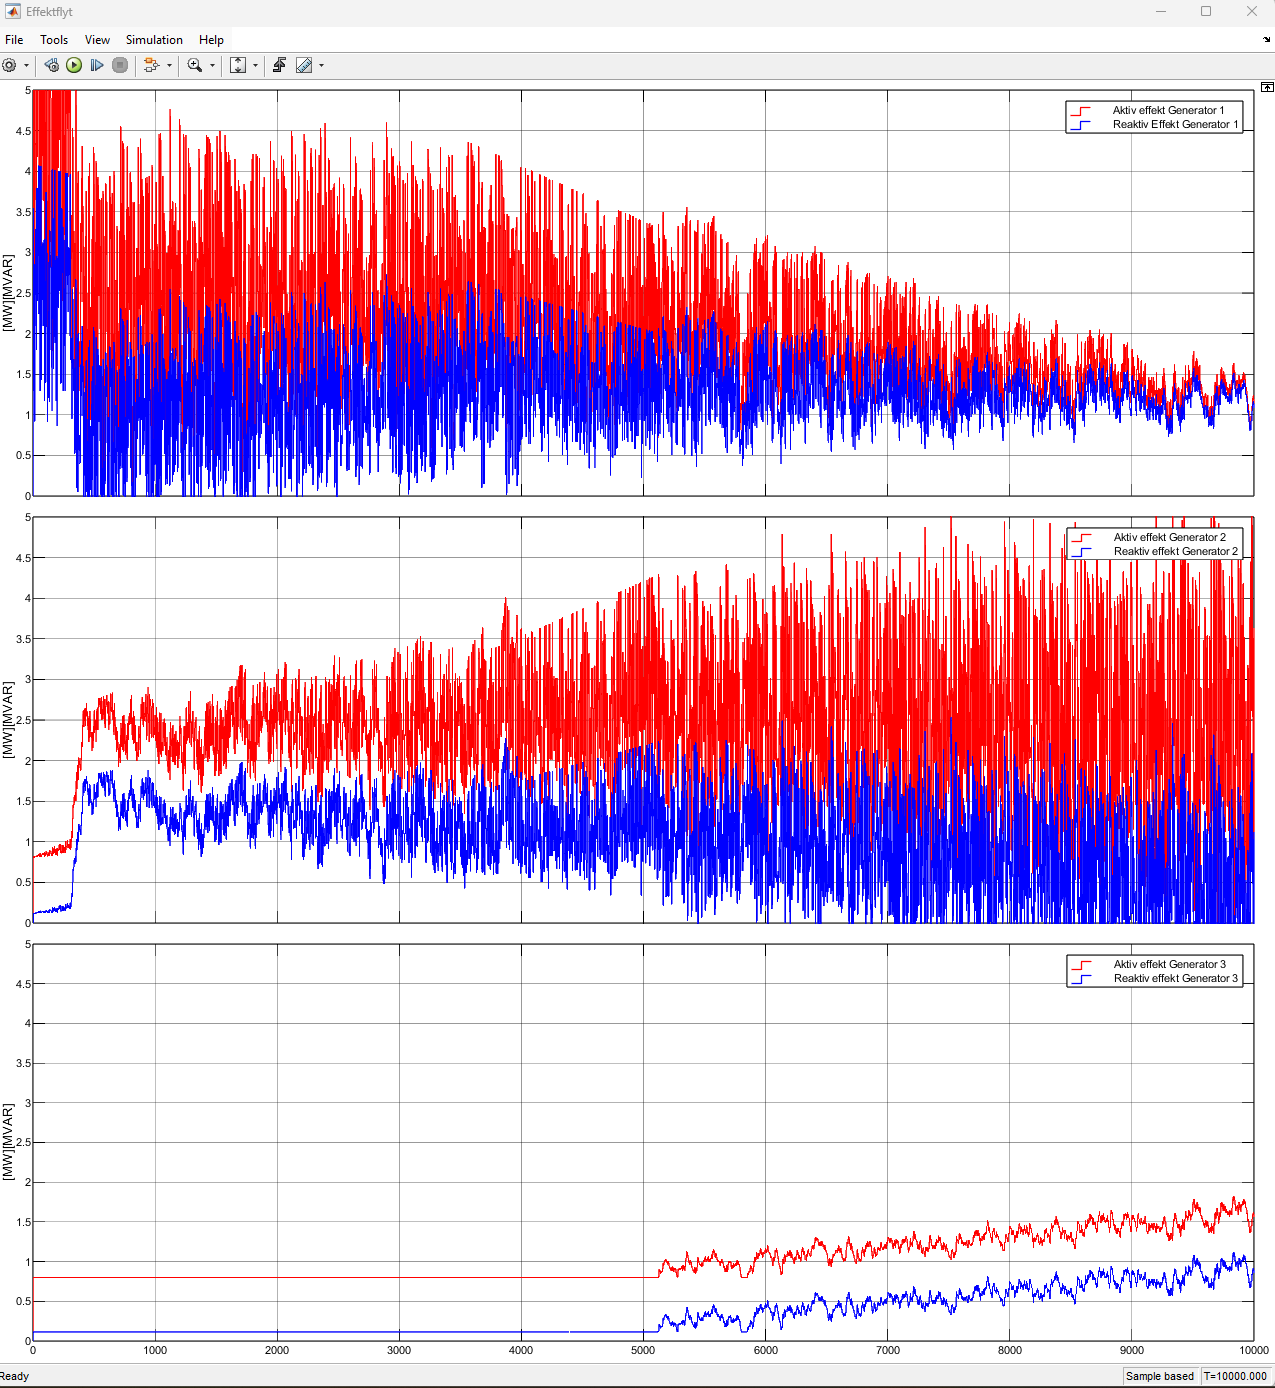 Effektflyt
File Tools View Simulation Help
Aktiv effekt Generator 1
Reaktiv Effekt Generator 1
[MW][MVAR]
5
4.5
4
3.5
3
2.5
2
1.5
1
0.5
0
Aktiv effekt Generator 2
Reaktiv effekt Generator 2
[MW][MVAR]
5
4.5
4
3.5
3
2.5
2
1.5
1
0.5
0
Aktiv effekt Generator 3
Reaktiv effekt Generator 3
[MW][MVAR]
5
4.5
4
3.5
3
2.5
2
1.5
1
0.5
0
0 1000 2000 3000 4000 5000 6000 7000 8000 9000 10000
Ready Sample based T=10000.000